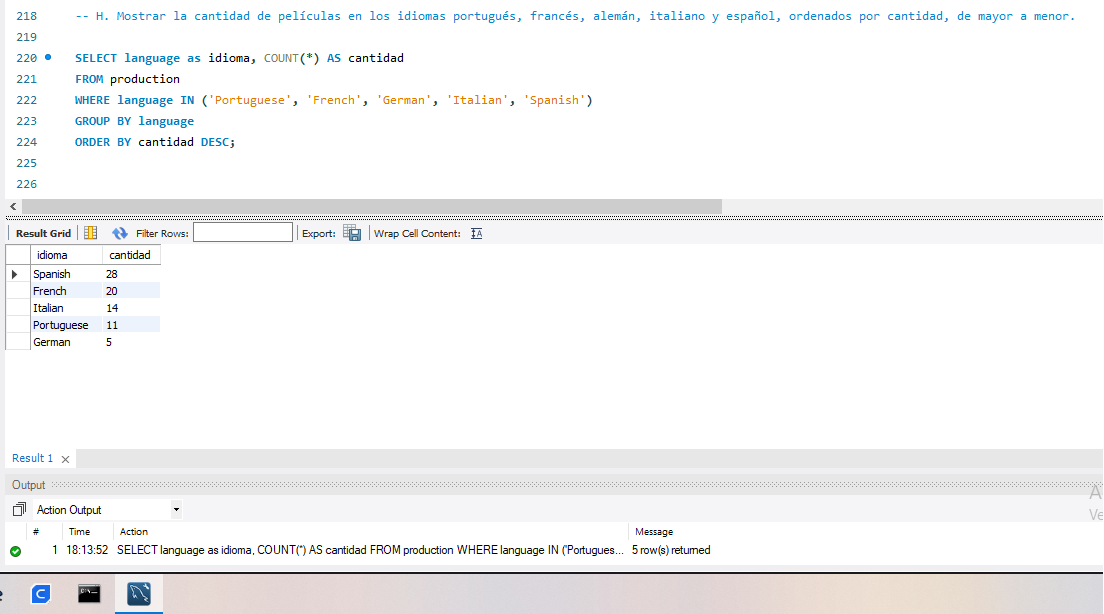 218 -- H. Mostrar la cantidad de películas en los idiomas portugués, francés, alemán, italiano y español, ordenados por cantidad, de mayor a menor.
219
220 SELECT language as idioma, COUNT(*) AS cantidad
221 FROM production
222 WHERE language IN ('Portuguese', 'French', 'German', 'Italian', 'Spanish')
223 GROUP BY language
224 ORDER BY cantidad DESC;
225
226
Result Grid Filter Rows: Export: Wrap Cell Content: IA
idioma cantidad
Spanish 28
French 20
Italian 14
Portuguese 11
German 5
Result 1
Output
A
Action Output
Ve
# Time Action Message
1 18:13:52 SELECT language as idioma, COUNT(*) AS cantidad FROM production WHERE language IN ('Portugues... 5 row(s) returned